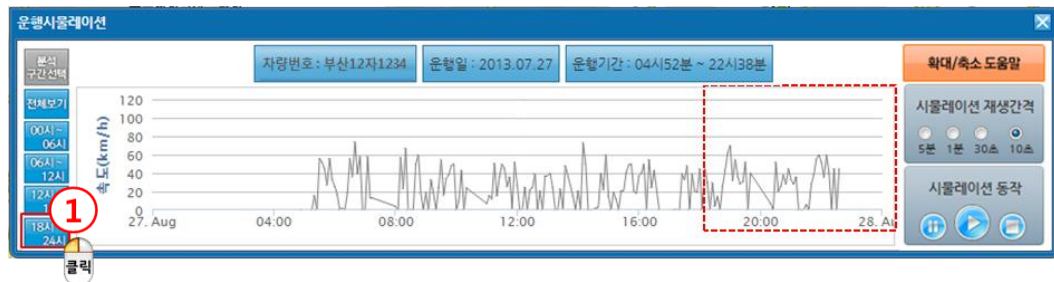 운행시물레이션
분석
구간선택
차량번호 : 부산12자1234
운행일 : 2013.07.27
운행기간 : 04시52분 ~ 22시38분
확대/축소 도움말
전체보기
00시~
06시
06시~
12시
12시
1
18시
24시
1
클릭
속도(km/h)
120
100
80
60
40
20
0
27. Aug
04:00
08:00
12:00
16:00
20:00
28. Au
시물레이션 재생간격
5분 1분 30초 10초
시물레이션 동작